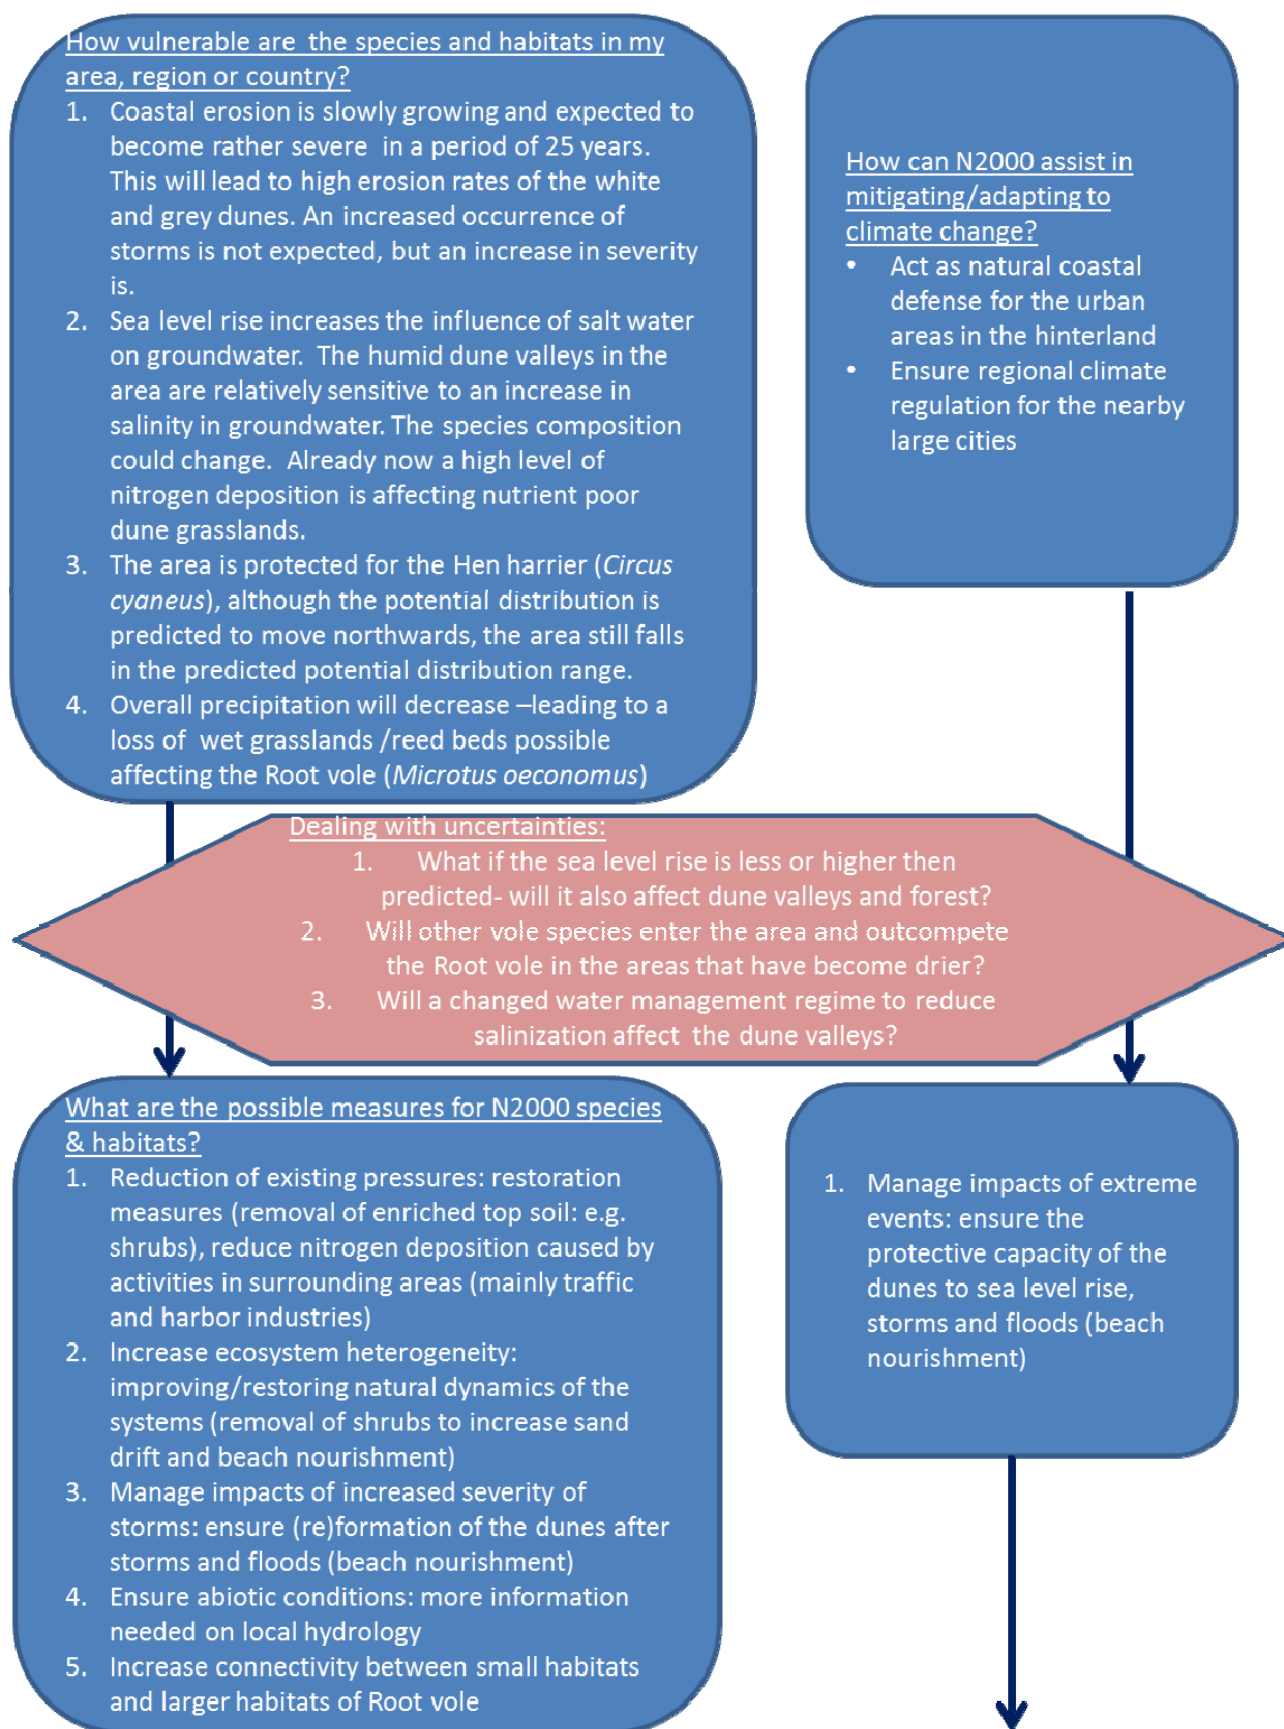 How vulnerable are  the species and habitats in my
area, region or country?
1. Coastal erosion is slowly growing and expected to
become rather severe  in a period of 25 years.
This will lead to high erosion rates of the white
and grey dunes. An increased occurrence of
storms is not expected, but an increase in severity
is.
2. Sea level rise increases the influence of salt water
on groundwater.  The humid dune valleys in the
area are relatively sensitive to an increase in
salinity in groundwater. The species composition
could change.  Already now a high level of
nitrogen deposition is affecting nutrient poor
dune grasslands.
3. The area is protected for the Hen harrier (Circus
cyaneus), although the potential distribution is
predicted to move northwards, the area still falls
in the predicted potential distribution range.
4. Overall precipitation will decrease –leading to a
loss of  wet grasslands /reed beds possible
affecting the Root vole (Microtus oeconomus)
How can N2000 assist in
mitigating/adapting to
climate change?
• Act as natural coastal
defense for the urban
areas in the hinterland
• Ensure regional climate
regulation for the nearby
large cities
Dealing with uncertainties:
1. What if the sea level rise is less or higher then
predicted- will it also affect dune valleys and forest?
2. Will other vole species enter the area and outcompete
the Root vole in the areas that have become drier?
3. Will a changed water management regime to reduce
salinization affect  the dune valleys?
What are the possible measures for N2000 species
& habitats?
1. Reduction of existing pressures: restoration
measures (removal of enriched top soil: e.g.
shrubs), reduce nitrogen deposition caused by
activities in surrounding areas (mainly traffic
and harbor industries)
2. Increase ecosystem heterogeneity:
improving/restoring natural dynamics of the
systems (removal of shrubs to increase sand
drift and beach nourishment)
3. Manage impacts of increased severity of
storms: ensure (re)formation of the dunes after
storms and floods (beach nourishment)
4. Ensure abiotic conditions: more information
needed on local hydrology
5. Increase connectivity between small habitats
and larger habitats of Root vole
1. Manage impacts of extreme
events: ensure the
protective capacity of the
dunes to sea level rise,
storms and floods (beach
nourishment)